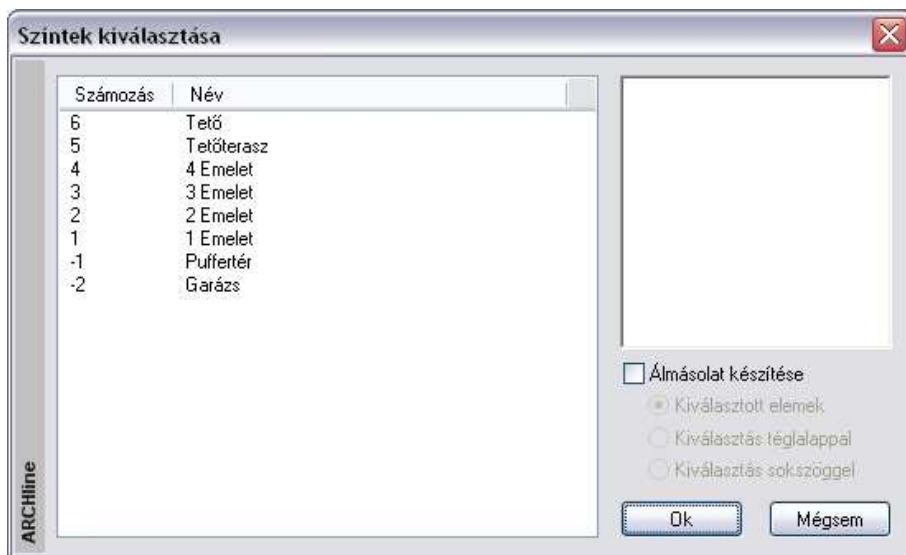 Szintek kiválasztása
Számozás Név
6 Tető
5 Tetőterasz
4 4 Emelet
3 3 Emelet
2 2 Emelet
1 1 Emelet
-1 Puffertér
-2 Garázs
Álmásolat készítése
Kiválasztott elemek
Kiválasztás téglalappal
Kiválasztás sokszöggel
Ok Mégsem
ARCHline